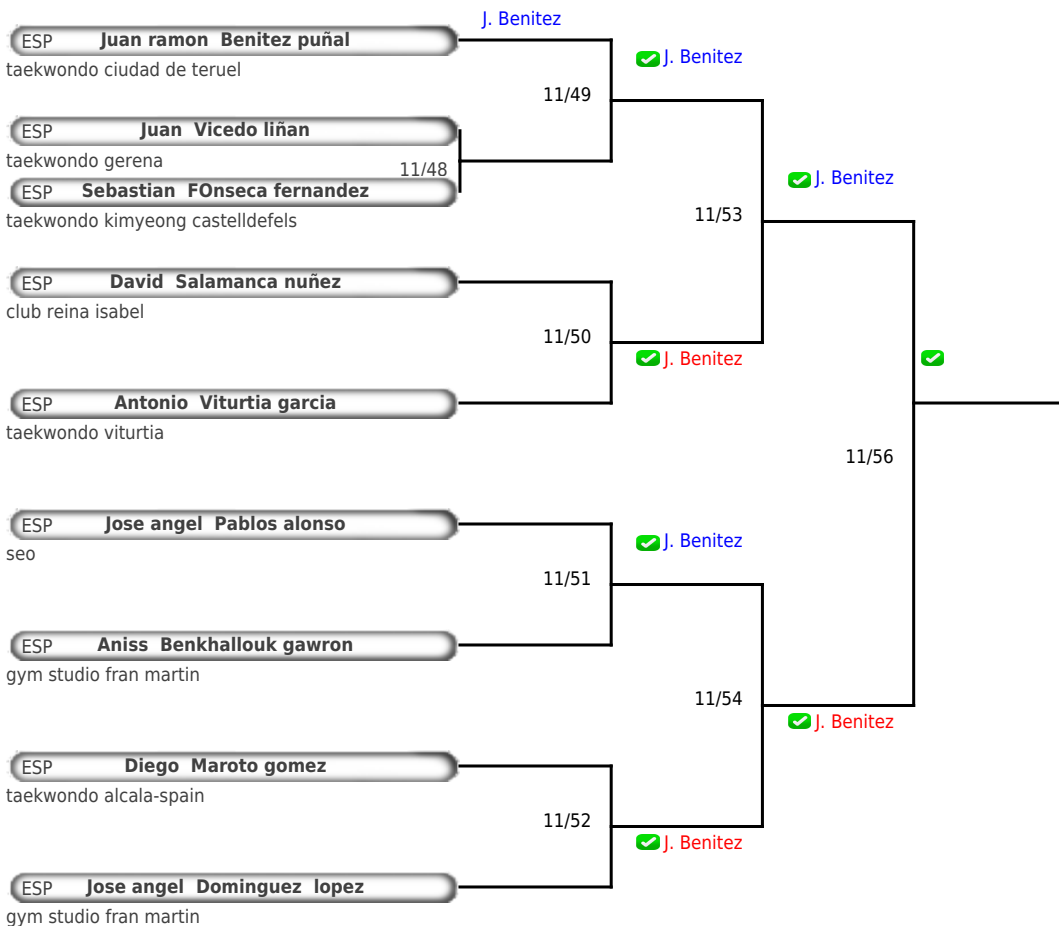 J. Benitez
ESP Juan ramon Benitez puñal
taekwondo ciudad de teruel
J. Benitez
11/49
ESP Juan Vicedo liñan
taekwondo gerena
11/48
J. Benitez
ESP Sebastian FOnseca fernandez
taekwondo kimyeong castelldefels
11/53
ESP David Salamanca nuñez
club reina isabel
11/50
J. Benitez
ESP Antonio Viturtia garcia
taekwondo viturtia
11/56
ESP Jose angel Pablos alonso
seo
J. Benitez
11/51
ESP Aniss Benkhallouk gawron
gym studio fran martin
11/54
J. Benitez
ESP Diego Maroto gomez
taekwondo alcala-spain
11/52
J. Benitez
ESP Jose angel Dominguez lopez
gym studio fran martin